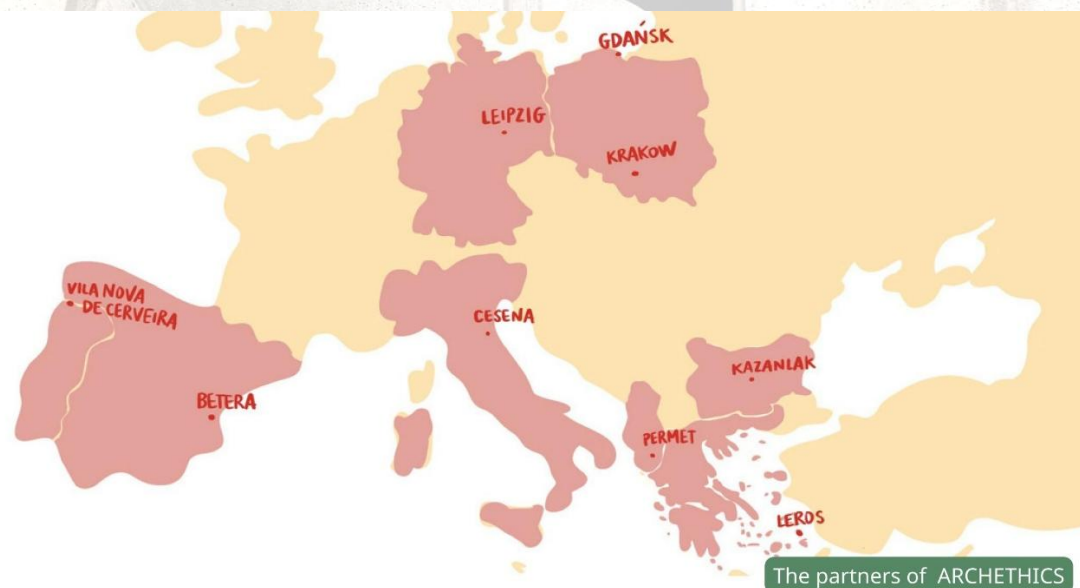 GDAŃSK
LEIPZIG
KRAKOW
VILA NOVA
DE CERVEIRA
CESENA
KAZANLAK
BETERA
PERMET
LEROS
The partners of ARCHETHICS